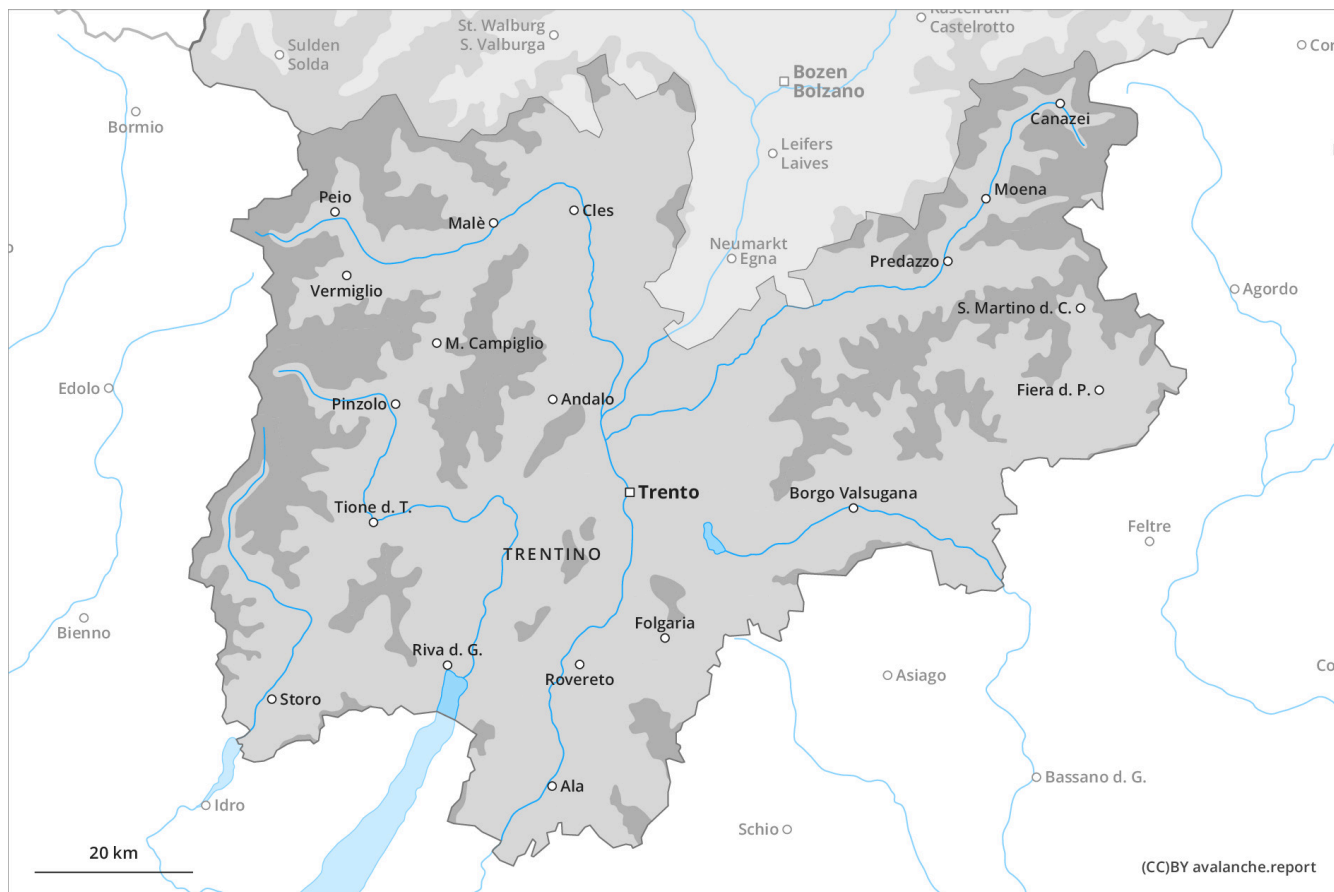 St. Walburg
S. Valburga
Castelrotto
Sulden
Solda
Cor
Bozen
Bolzano
Bormio
Canazei
Leifers
Laives
Moena
Peio
Malè
Cles
Neumarkt
Egna
Predazzo
Vermiglio
Agordo
S. Martino d. C.
M. Campiglio
Edolo
Fiera d. P.
Pinzolo
Andalo
Trento
Borgo Valsugana
Tione d. T.
Feltre
TRENTINO
Bienno
Folgaria
Riva d. G.
Rovereto
Asiago
Co
Storo
Bassano d. G.
Ala
Idro
Schio
20 km
(CC)BY avalanche.report